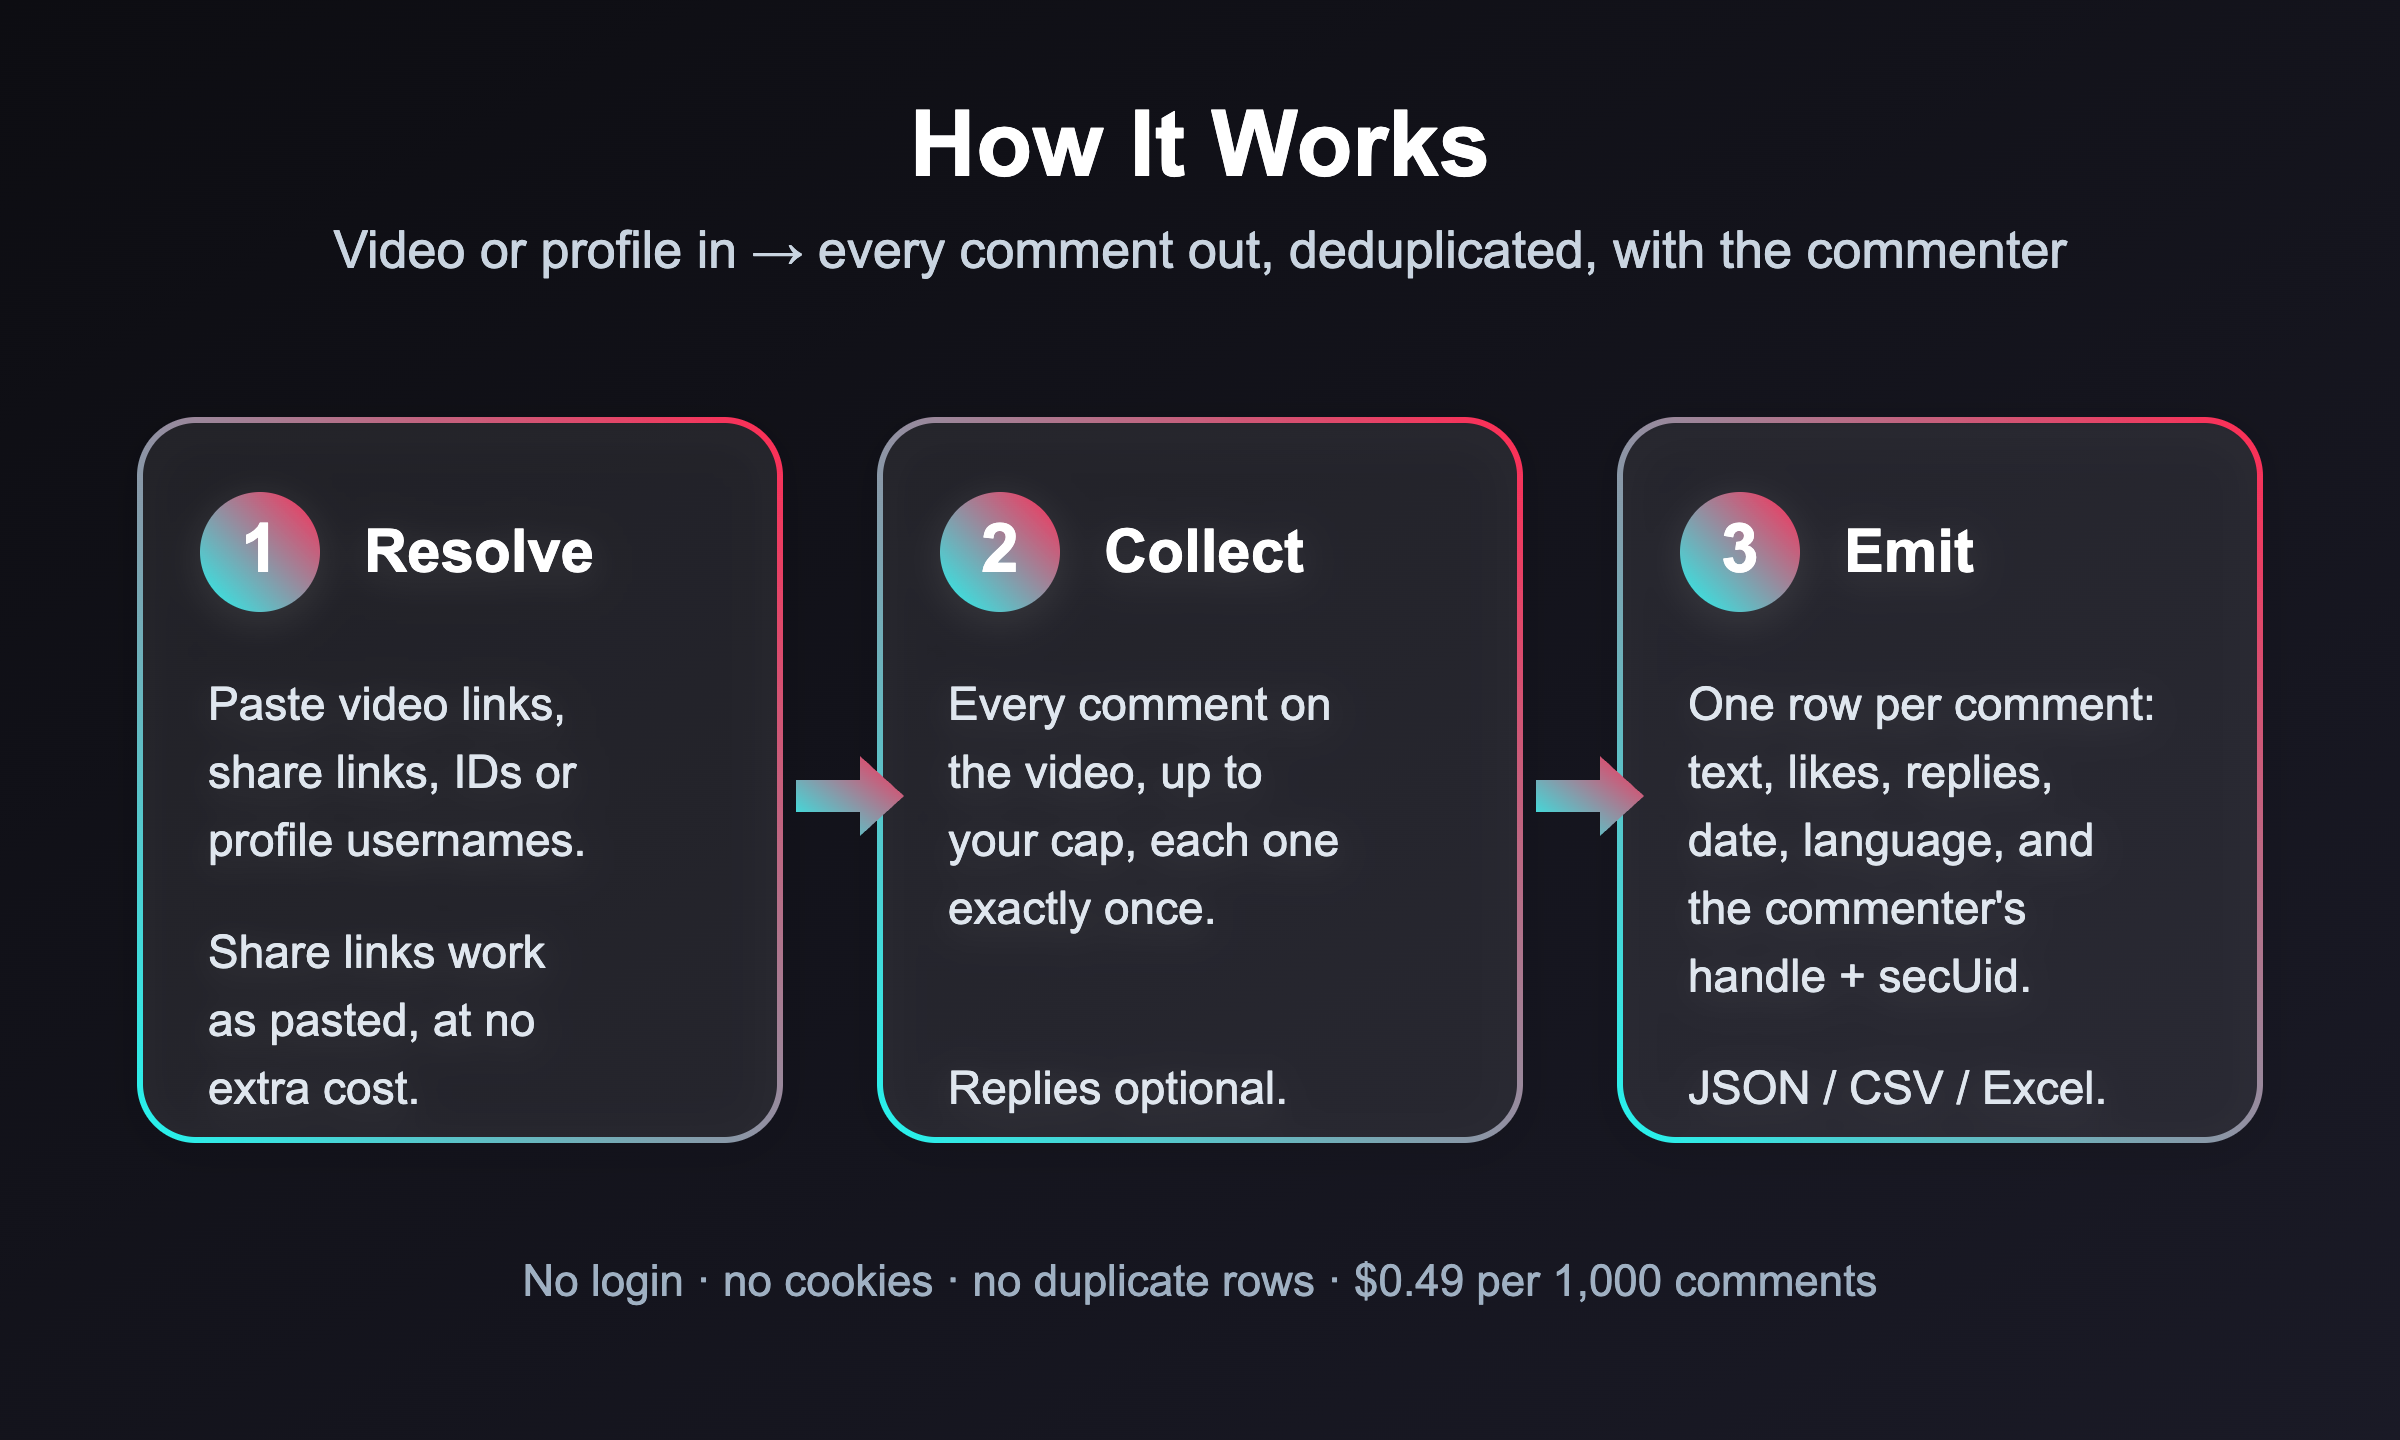 How It Works
Video or profile in → every comment out, deduplicated, with the commenter
1 Resolve
Paste video links,
share links, IDs or
profile usernames.
Share links work
as pasted, at no
extra cost.
2 Collect
Every comment on
the video, up to
your cap, each one
exactly once.
Replies optional.
3 Emit
One row per comment:
text, likes, replies,
date, language, and
the commenter's
handle + secUid.
JSON / CSV / Excel.
No login · no cookies · no duplicate rows · $0.49 per 1,000 comments